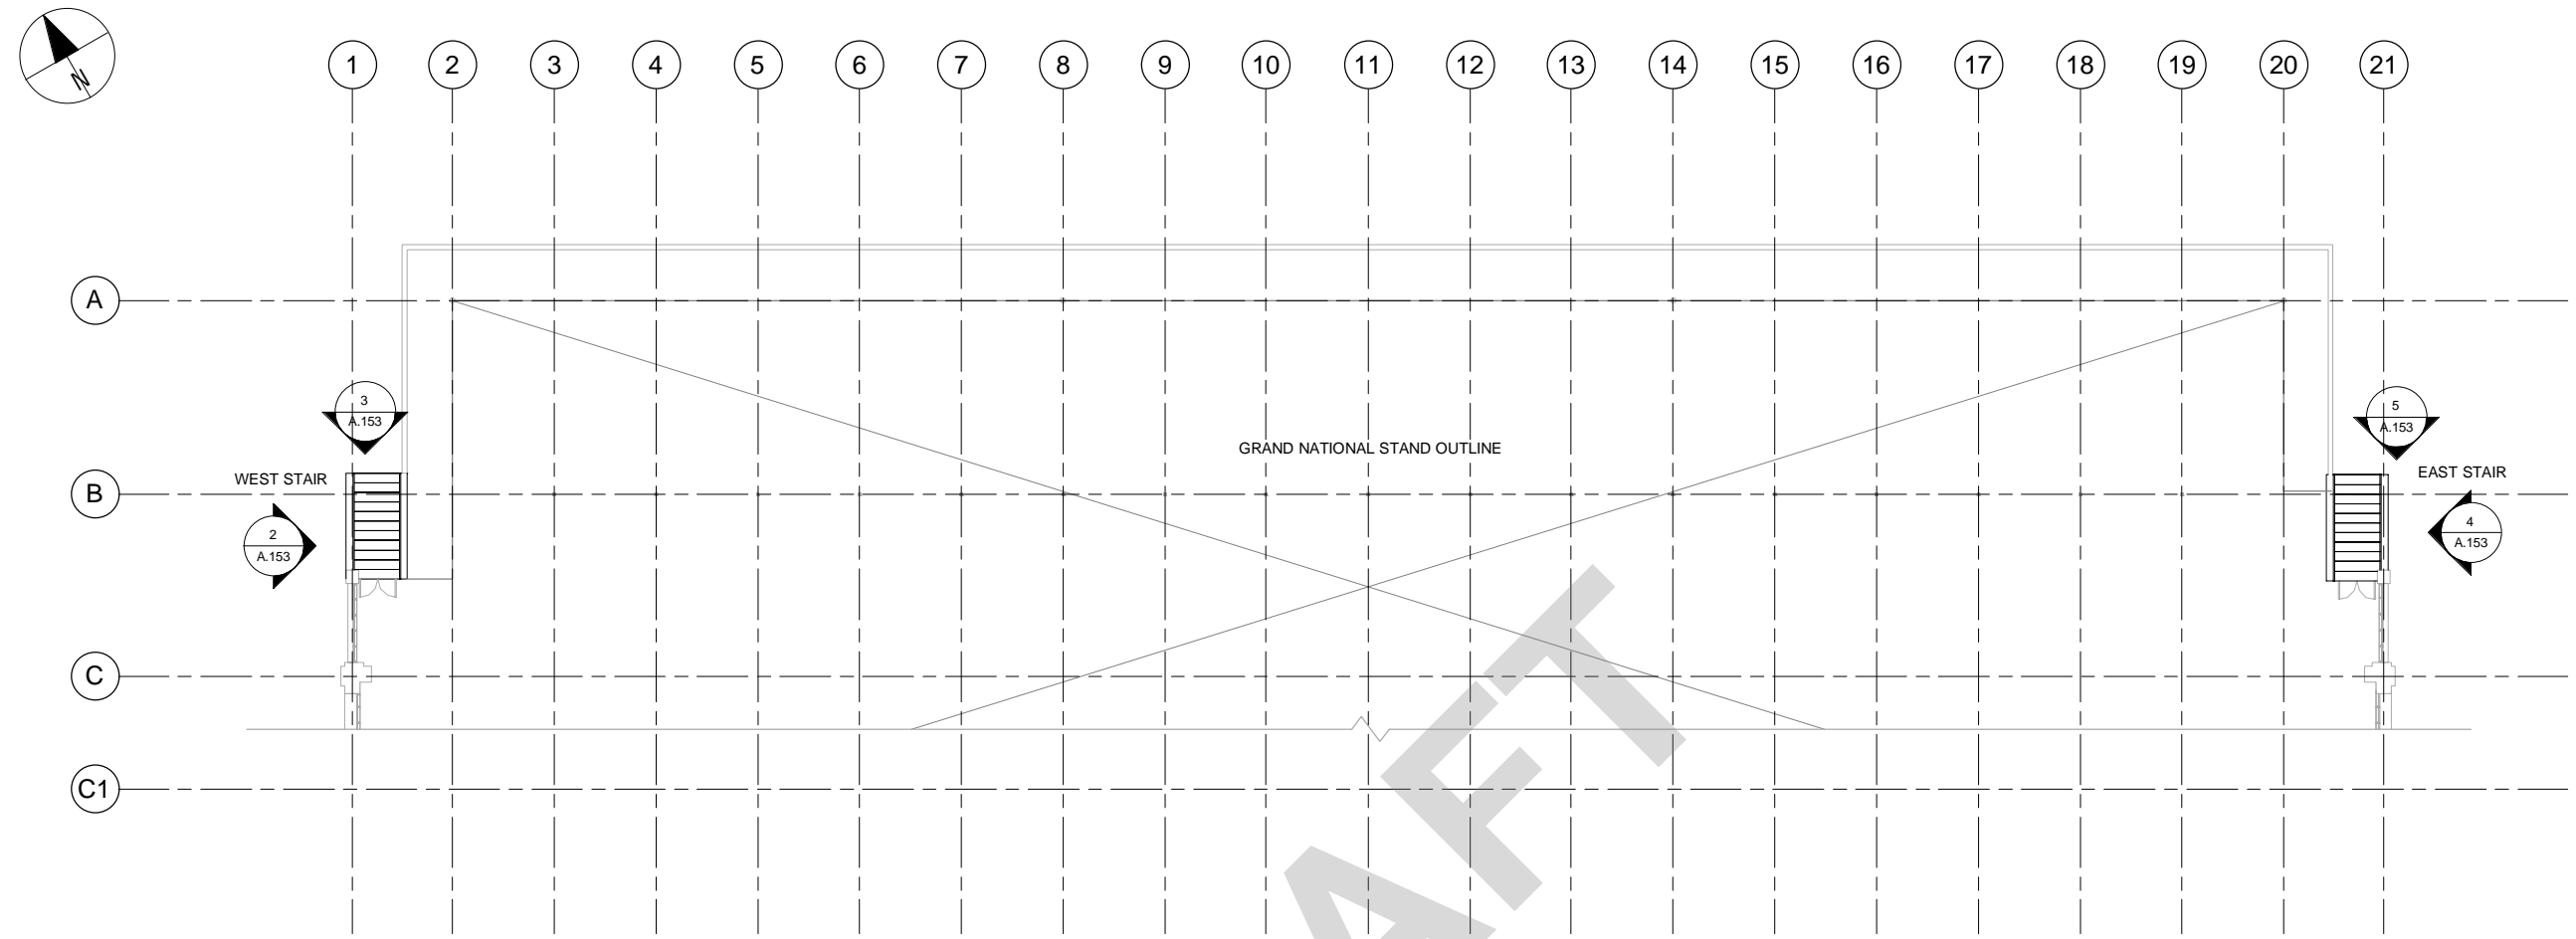 N
1 2 3 4 5 6 7 8 9 10 11 12 13 14 15 16 17 18 19 20 21
A
3
A.153
5
A.153
GRAND NATIONAL STAND OUTLINE
WEST STAIR
EAST STAIR
B
2
A.153
4
A.153
C
C1
AFT